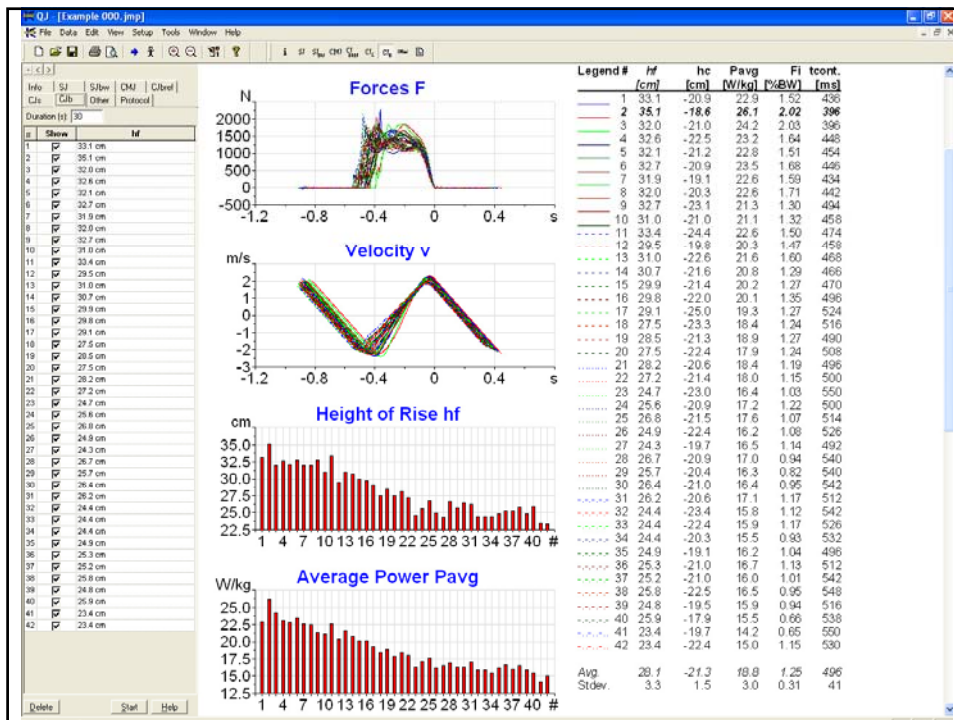 QJ - [Example 000. jmp]
File Data Edit View Setup Tools Window Help
Info SJ SJbw CMJ CJbref
CJs CJb Other Protocol
Duration (s): 30
# Show hf
1 33.1 cm
2 35.1 cm
3 32.0 cm
4 32.6 cm
5 32.1 cm
6 32.7 cm
7 31.9 cm
8 32.0 cm
9 32.7 cm
10 31.0 cm
11 33.4 cm
12 29.5 cm
13 31.0 cm
14 30.7 cm
15 29.9 cm
16 29.8 cm
17 29.1 cm
18 27.5 cm
19 28.5 cm
20 27.5 cm
21 28.2 cm
22 27.2 cm
23 24.7 cm
24 25.6 cm
25 26.8 cm
26 24.9 cm
27 24.3 cm
28 26.7 cm
29 25.7 cm
30 26.4 cm
31 26.2 cm
32 24.4 cm
33 24.4 cm
34 24.4 cm
35 24.9 cm
36 25.3 cm
37 25.2 cm
38 25.8 cm
39 24.8 cm
40 25.9 cm
41 23.4 cm
42 23.4 cm
Delete Start Help
Forces F
N
2000
1500
1000
500
0
-500
-1.2 -0.8 -0.4 0 0.4 s
Velocity v
m/s
2
1
0
-1
-2
-3
-1.2 -0.8 -0.4 0 0.4 s
Height of Rise hf
cm
35.0
32.5
30.0
27.5
25.0
22.5
1 4 7 10 13 16 19 22 25 28 31 34 37 40 #
Average Power Pavg
W/kg
25.0
22.5
20.0
17.5
15.0
12.5
1 4 7 10 13 16 19 22 25 28 31 34 37 40 #
Legend # hf hc Pavg Fi tcont.
[cm] [cm] [W/kg] [%BW] [ms]
1 33.1 -20.9 22.9 1.52 436
2 35.1 -18.6 26.1 2.02 396
3 32.0 -21.0 24.2 2.03 396
4 32.6 -22.5 23.2 1.64 448
5 32.1 -21.2 22.8 1.51 454
6 32.7 -20.9 23.5 1.68 446
7 31.9 -19.1 22.6 1.59 434
8 32.0 -20.3 22.6 1.71 442
9 32.7 -23.1 21.3 1.30 494
10 31.0 -21.0 21.1 1.32 458
11 33.4 -24.4 22.6 1.50 474
12 29.5 -19.8 20.3 1.47 458
13 31.0 -22.6 21.6 1.60 468
14 30.7 -21.6 20.8 1.29 466
15 29.9 -21.4 20.2 1.27 470
16 29.8 -22.0 20.1 1.35 496
17 29.1 -25.0 19.3 1.27 524
18 27.5 -23.3 18.4 1.24 516
19 28.5 -21.3 18.9 1.27 490
20 27.5 -22.4 17.9 1.24 508
21 28.2 -20.6 18.4 1.19 496
22 27.2 -21.4 18.0 1.15 500
23 24.7 -23.0 16.4 1.03 550
24 25.6 -20.9 17.2 1.22 500
25 26.8 -21.5 17.6 1.07 514
26 24.9 -22.4 16.2 1.08 526
27 24.3 -19.7 16.5 1.14 492
28 26.7 -20.9 17.0 0.94 540
29 25.7 -20.4 16.3 0.82 540
30 26.4 -21.0 16.4 0.95 542
31 26.2 -20.6 17.1 1.17 512
32 24.4 -23.4 15.8 1.12 542
33 24.4 -22.4 15.9 1.17 526
34 24.4 -20.3 15.5 0.93 532
35 24.9 -19.1 16.2 1.04 496
36 25.3 -21.0 16.7 1.13 512
37 25.2 -21.0 16.0 1.01 542
38 25.8 -22.5 16.5 0.95 548
39 24.8 -19.5 15.9 0.94 516
40 25.9 -17.9 15.5 0.66 538
41 23.4 -19.7 14.2 0.65 550
42 23.4 -22.4 15.0 1.15 530
Avg. 28.1 -21.3 18.8 1.25 496
Stdev. 3.3 1.5 3.0 0.31 41